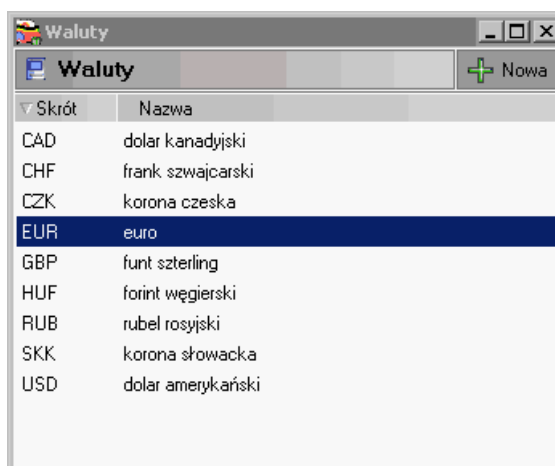 Waluty
Waluty Nowa
Skrót Nazwa
CAD dolar kanadyjski
CHF frank szwajcarski
CZK korona czeska
EUR euro
GBP funt szterling
HUF forint węgierski
RUB rubel rosyjski
SKK korona słowacka
USD dolar amerykański